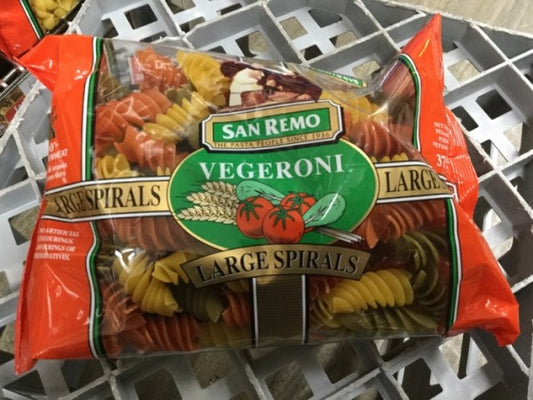 SAN REMO
THE PASTA PEOPLE SINCE 1936
VEGERONI
LARGE SPIRALS
LARGE SPIRALS
LARGE
NO ARTIFICIAL
COLOURINGS
FLAVOURINGS OR
PRESERVATIVES.